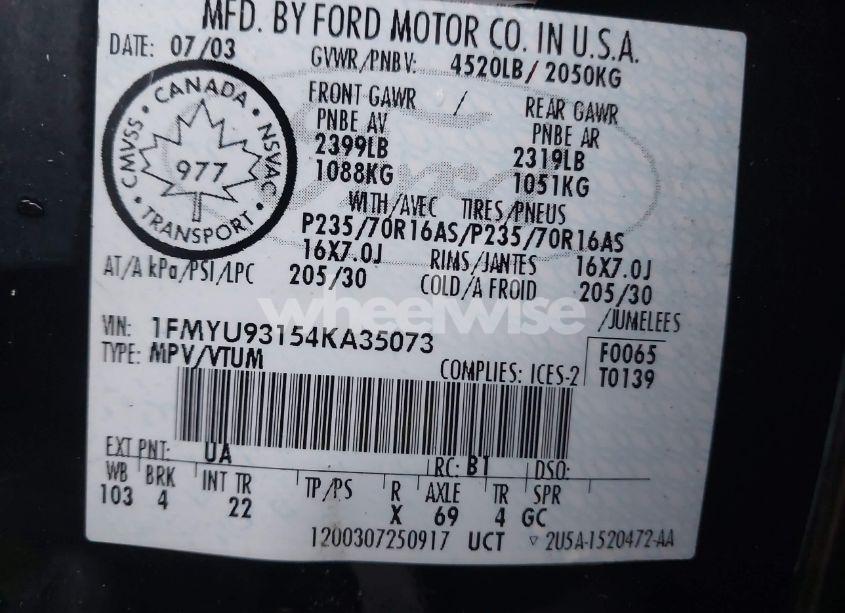 MFD. BY FORD MOTOR CO. IN U.S.A.
DATE: 07/03 GVWR/PNBV: 4520LB/ 2050KG
FRONT GAWR / REAR GAWR
PNBE AV PNBE AR
2399LB 2319LB
1088KG 1051KG
WITH/AVEC TIRES/PNEUS
P235/70R16AS/P235/70R16AS
16X7.0J RIMS/JANTES 16X7.0J
AT/A kPa/PSI/LPC 205/30 COLD/A FROID 205/30
/JUMELEES
VIN: 1FMYU93154KA35073
TYPE: MPV/VTUM F0065
COMPLIES: ICES-2 T0139
EXT PNT: UA RC: B1 DSO:
WB BRK INT TR TP/PS R AXLE TR SPR
103 4 22 X 69 4 GC
1200307250917 UCT ▽ 2U5A-1520472-AA
CANADA
CMVSS NSVAC
977
TRANSPORT
Ford
wheelwise